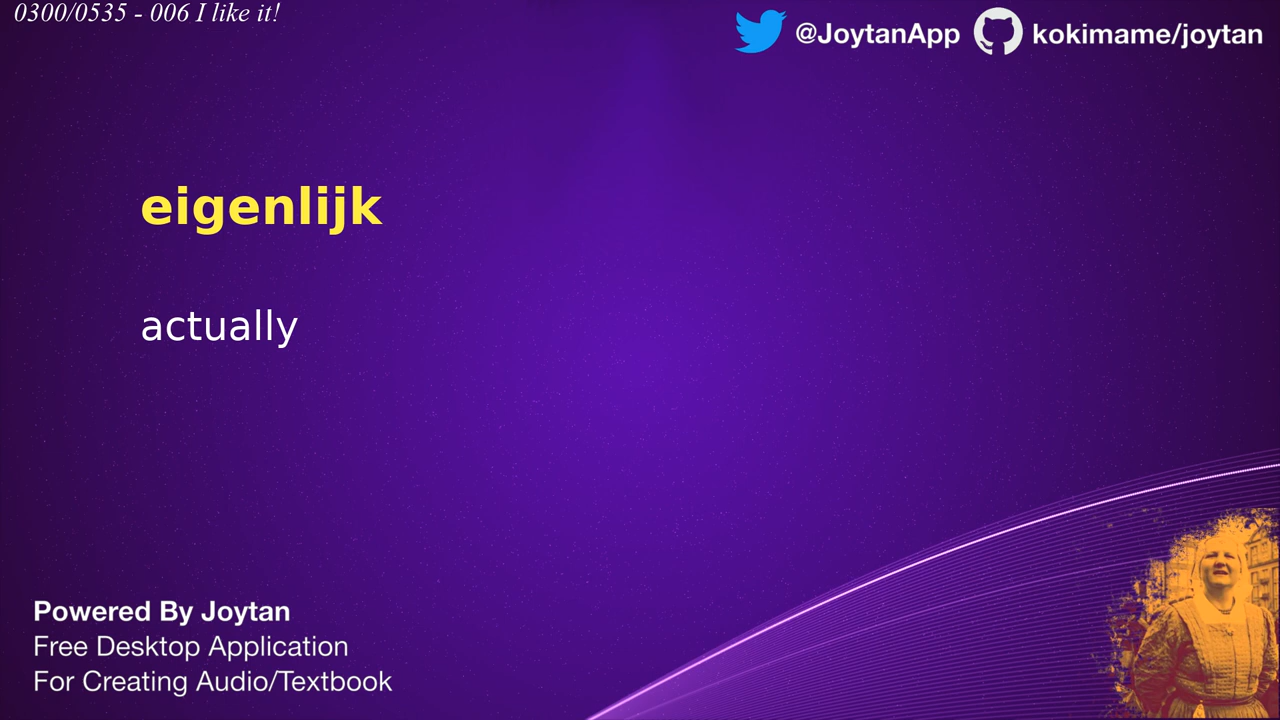 0300/0535 - 006 I like it!
@JoytanApp kokimame/joytan
eigenlijk
actually
Powered By Joytan
Free Desktop Application
For Creating Audio/Textbook